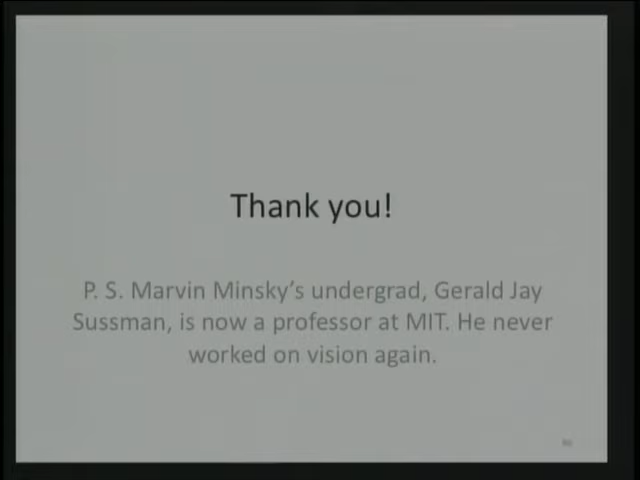 Thank you!
P. S. Marvin Minsky's undergrad, Gerald Jay
Sussman, is now a professor at MIT. He never
worked on vision again.